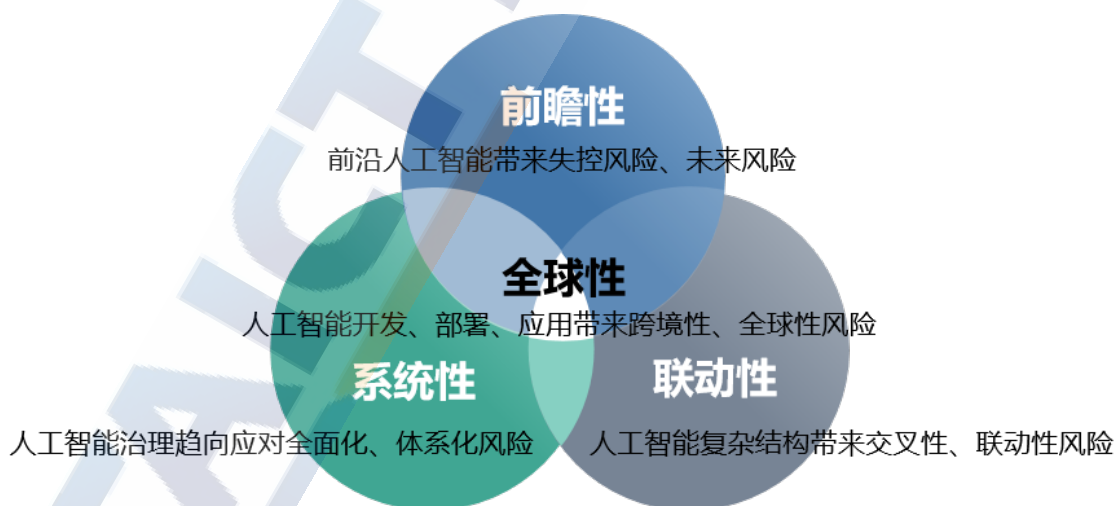 前瞻性
前沿人工智能带来失控风险、未来风险
全球性
人工智能开发、部署、应用带来跨境性、全球性风险
系统性
联动性
人工智能治理趋向应对全面化、体系化风险
人工智能复杂结构带来交叉性、联动性风险